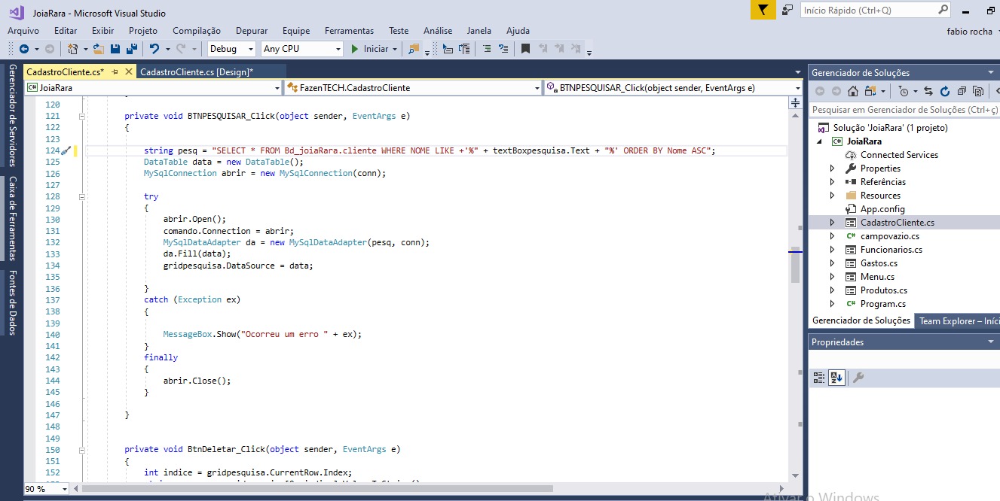 JoiaRara - Microsoft Visual Studio
Início Rápido (Ctrl+Q)
Arquivo Editar Exibir Projeto Compilação Depurar Equipe Ferramentas Teste Análise Janela Ajuda
fabio rocha
Debug Any CPU Iniciar
CadastroCliente.cs* CadastroCliente.cs [Design]*
JoiaRara FazenTECH.CadastroCliente BTNPESQUISAR_Click(object sender, EventArgs e)
Gerenciador de Servidores
Caixa de Ferramentas
Fontes de Dados
120
121 private void BTNPESQUISAR_Click(object sender, EventArgs e)
122 {
123
124 string pesq = "SELECT * FROM Bd_joiaRara.cliente WHERE NOME LIKE +'%" + textBoxpesquisa.Text + "%' ORDER BY Nome ASC";
125 DataTable data = new DataTable();
126 MySqlConnection abrir = new MySqlConnection(conn);
127
128 try
129 {
130 abrir.Open();
131 comando.Connection = abrir;
132 MySqlDataAdapter da = new MySqlDataAdapter(pesq, conn);
133 da.Fill(data);
134 gridpesquisa.DataSource = data;
135
136 }
137 catch (Exception ex)
138 {
139
140 MessageBox.Show("Ocorreu um erro " + ex);
141 }
142 finally
143 {
144 abrir.Close();
145 }
146
147 }
148
149
150 private void BtnDeletar_Click(object sender, EventArgs e)
151 {
152 int indice = gridpesquisa.CurrentRow.Index;
90 %
Gerenciador de Soluções
Pesquisar em Gerenciador de Soluções (Ctrl+ç)
Solução 'JoiaRara' (1 projeto)
JoiaRara
Connected Services
Properties
Referências
Resources
App.config
CadastroCliente.cs
campovazio.cs
Funcionarios.cs
Gastos.cs
Menu.cs
Produtos.cs
Program.cs
Gerenciador de Soluções Team Explorer – Iníci
Propriedades
Ativar o Windows